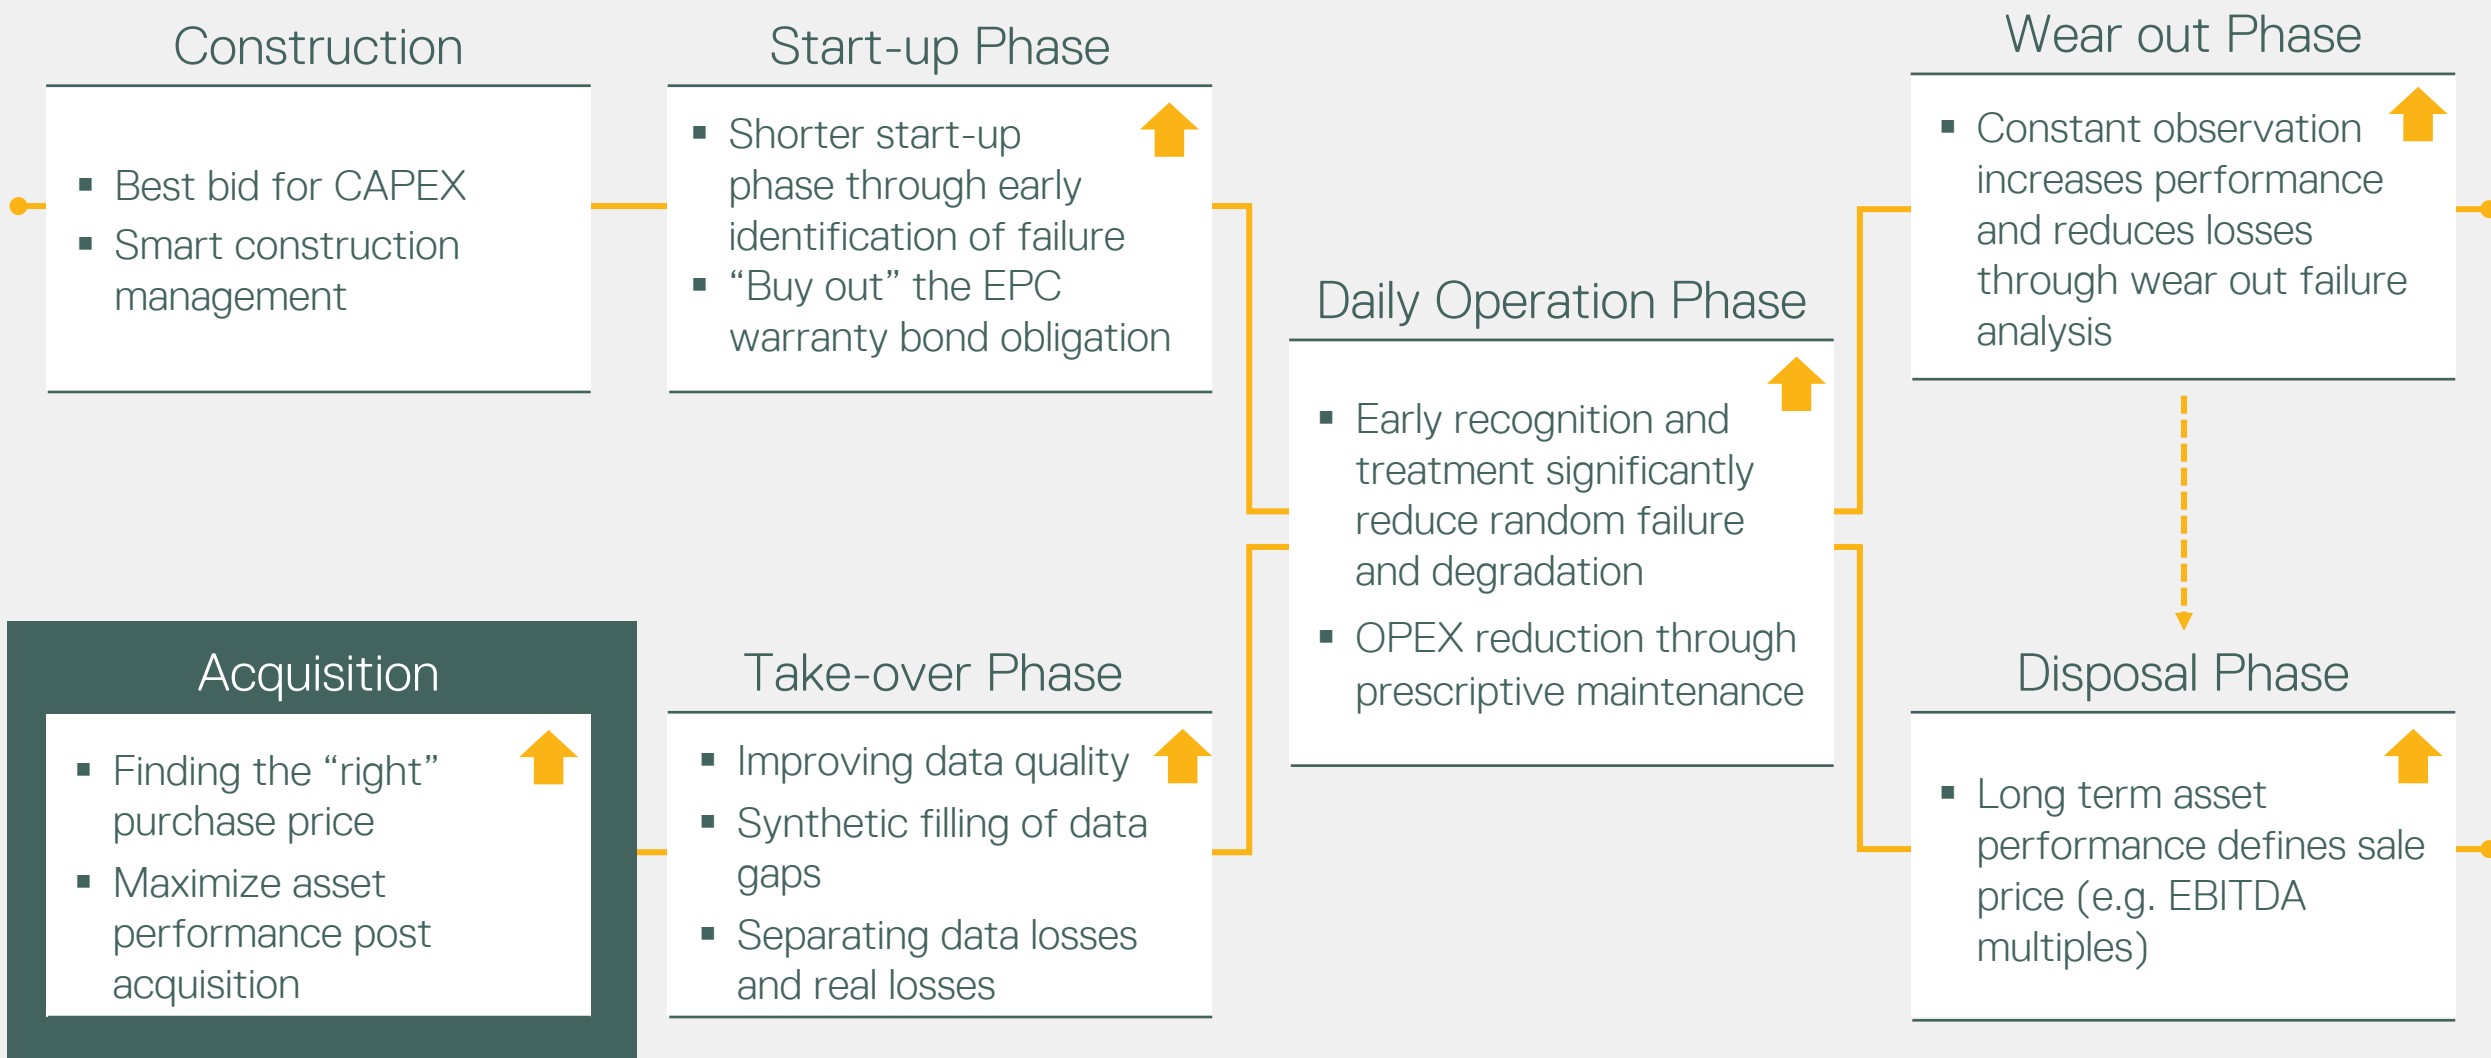 Construction
▪ Best bid for CAPEX
▪ Smart construction
management
Start-up Phase
▪ Shorter start-up
phase through early
identification of failure
▪ “Buy out” the EPC
warranty bond obligation
Acquisition
▪ Finding the “right”
purchase price
▪ Maximize asset
performance post
acquisition
Take-over Phase
▪ Improving data quality
▪ Synthetic filling of data
gaps
▪ Separating data losses
and real losses
Daily Operation Phase
▪ Early recognition and
treatment significantly
reduce random failure
and degradation
▪ OPEX reduction through
prescriptive maintenance
Wear out Phase
▪ Constant observation
increases performance
and reduces losses
through wear out failure
analysis
Disposal Phase
▪ Long term asset
performance defines sale
price (e.g. EBITDA
multiples)